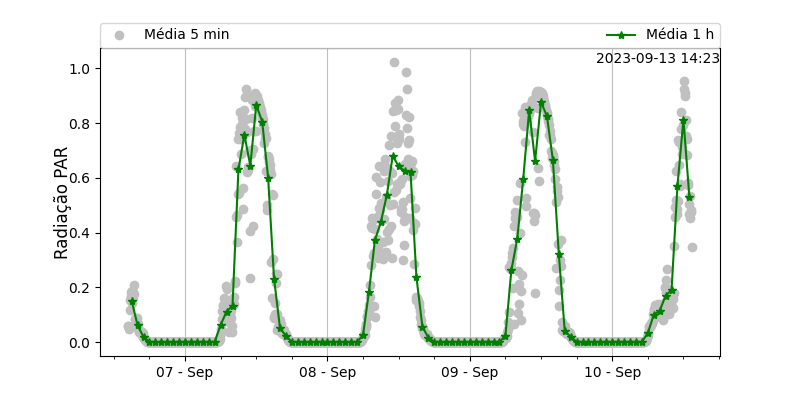 Média 5 min
Média 1 h
2023-09-13 14:23
Radiação PAR
1.0
0.8
0.6
0.4
0.2
0.0
07 - Sep
08 - Sep
09 - Sep
10 - Sep